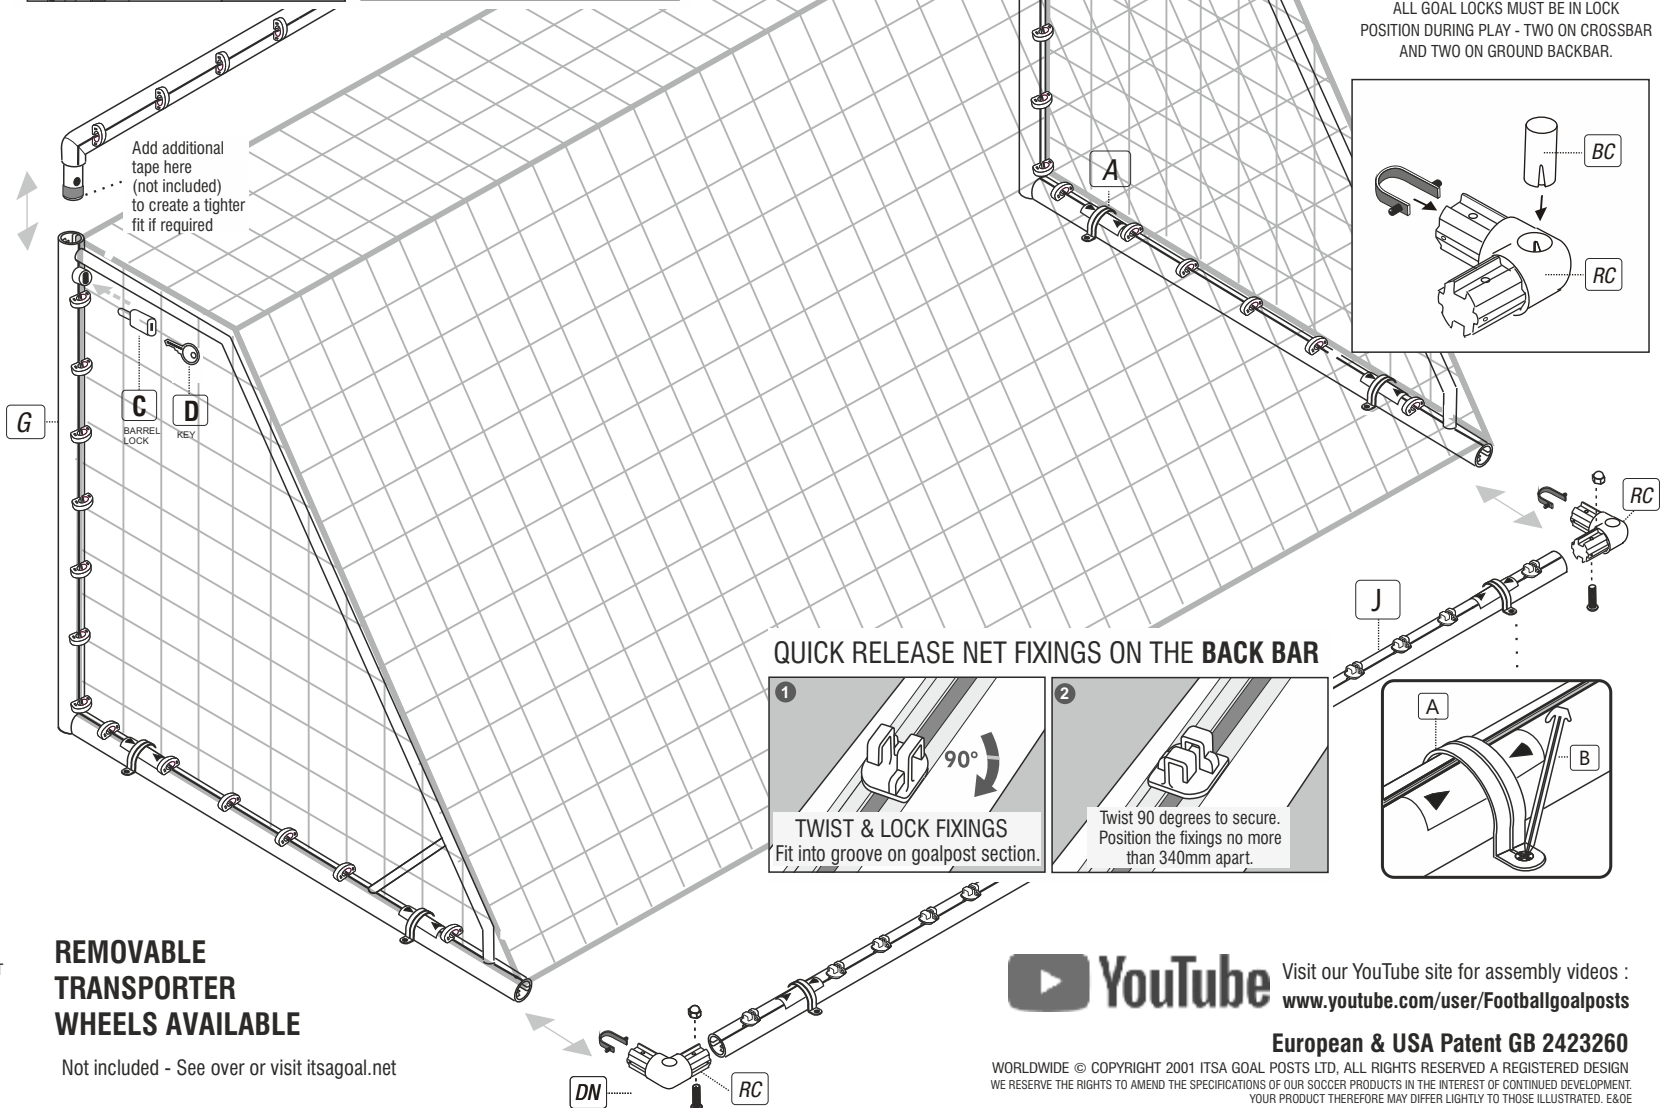 ALL GOAL LOCKS MUST BE IN LOCK
POSITION DURING PLAY - TWO ON CROSSBAR
AND TWO ON GROUND BACKBAR.
BC
RC
Add additional
tape here
(not included)
to create a tighter
fit if required
A
G
C
BARREL
LOCK
D
KEY
RC
J
QUICK RELEASE NET FIXINGS ON THE BACK BAR
1
90°
TWIST & LOCK FIXINGS
Fit into groove on goalpost section.
2
Twist 90 degrees to secure.
Position the fixings no more
than 340mm apart.
A
B
REMOVABLE
TRANSPORTER
WHEELS AVAILABLE
Not included - See over or visit itsagoal.net
DN
RC
YouTube
Visit our YouTube site for assembly videos :
www.youtube.com/user/Footballgoalposts
European & USA Patent GB 2423260
WORLDWIDE © COPYRIGHT 2001 ITSA GOAL POSTS LTD, ALL RIGHTS RESERVED A REGISTERED DESIGN
WE RESERVE THE RIGHTS TO AMEND THE SPECIFICATIONS OF OUR SOCCER PRODUCTS IN THE INTEREST OF CONTINUED DEVELOPMENT.
YOUR PRODUCT THEREFORE MAY DIFFER LIGHTLY TO THOSE ILLUSTRATED. E&OE